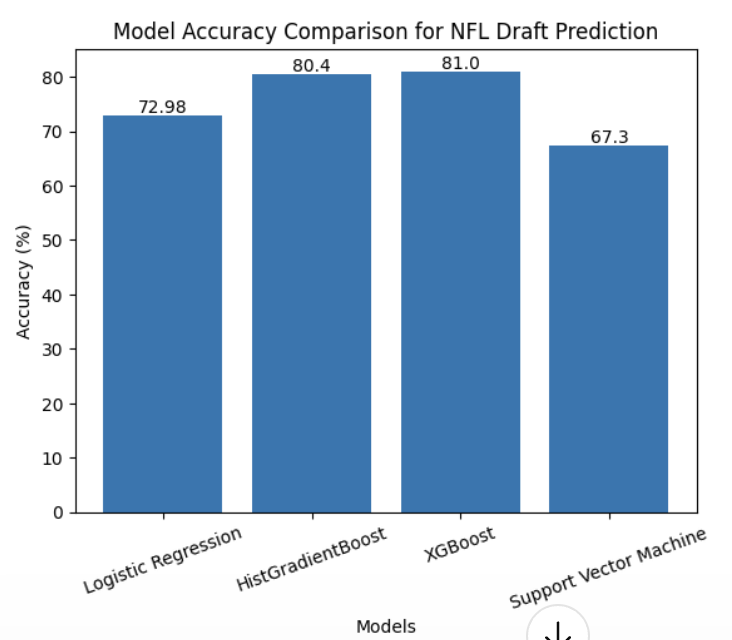 Model Accuracy Comparison for NFL Draft Prediction
Accuracy (%)
80
70
60
50
40
30
20
10
0
72.98
80.4
81.0
67.3
Logistic Regression
HistGradientBoost
XGBoost
Support Vector Machine
Models